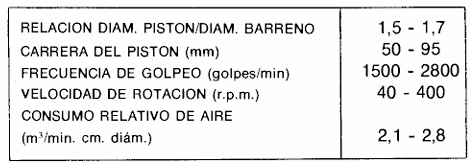 RELACION DIAM. PISTON/DIAM. BARRENO 1,5 - 1,7
CARRERA DEL PISTON (mm) 50 - 95
FRECUENCIA DE GOLPEO (golpes/min) 1500 - 2800
VELOCIDAD DE ROTACION (r.p.m.) 40 - 400
CONSUMO RELATIVO DE AIRE
(m³/min. cm. diám.) 2,1 - 2,8